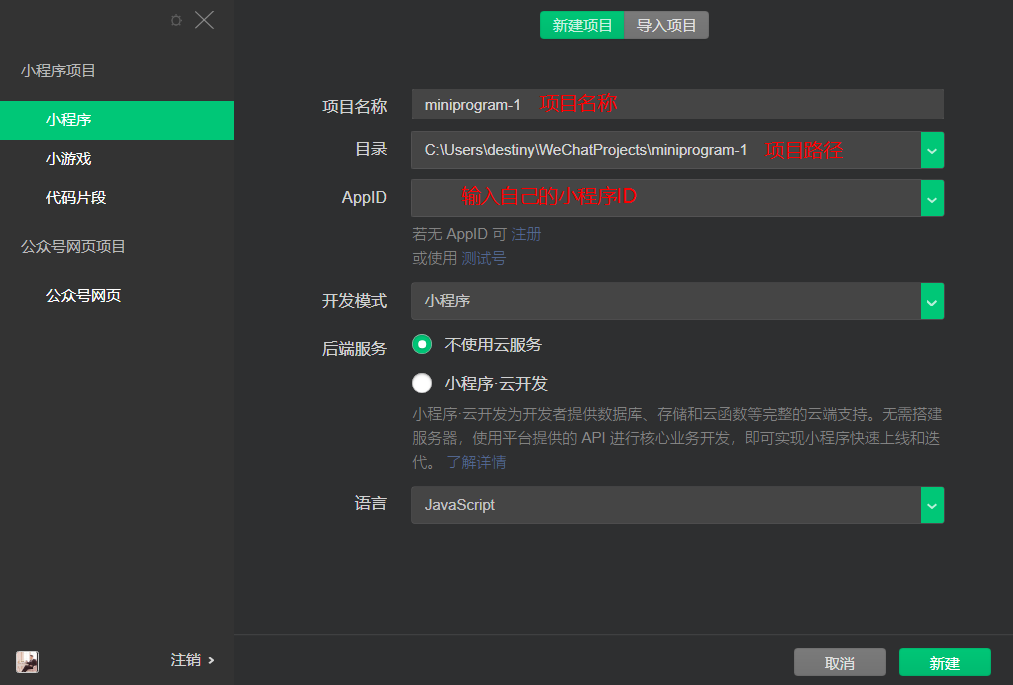 新建项目 导入项目
小程序项目
小程序
小游戏
代码片段
公众号网页项目
公众号网页
注销 >
项目名称 miniprogram-1 项目名称
目录 C:\Users\destiny\WeChatProjects\miniprogram-1 项目路径
AppID 输入自己的小程序ID
若无 AppID 可 注册
或使用 测试号
开发模式 小程序
后端服务 不使用云服务
小程序·云开发
小程序·云开发为开发者提供数据库、存储和云函数等完整的云端支持。无需搭建
服务器，使用平台提供的 API 进行核心业务开发，即可实现小程序快速上线和迭
代。 了解详情
语言 JavaScript
取消 新建